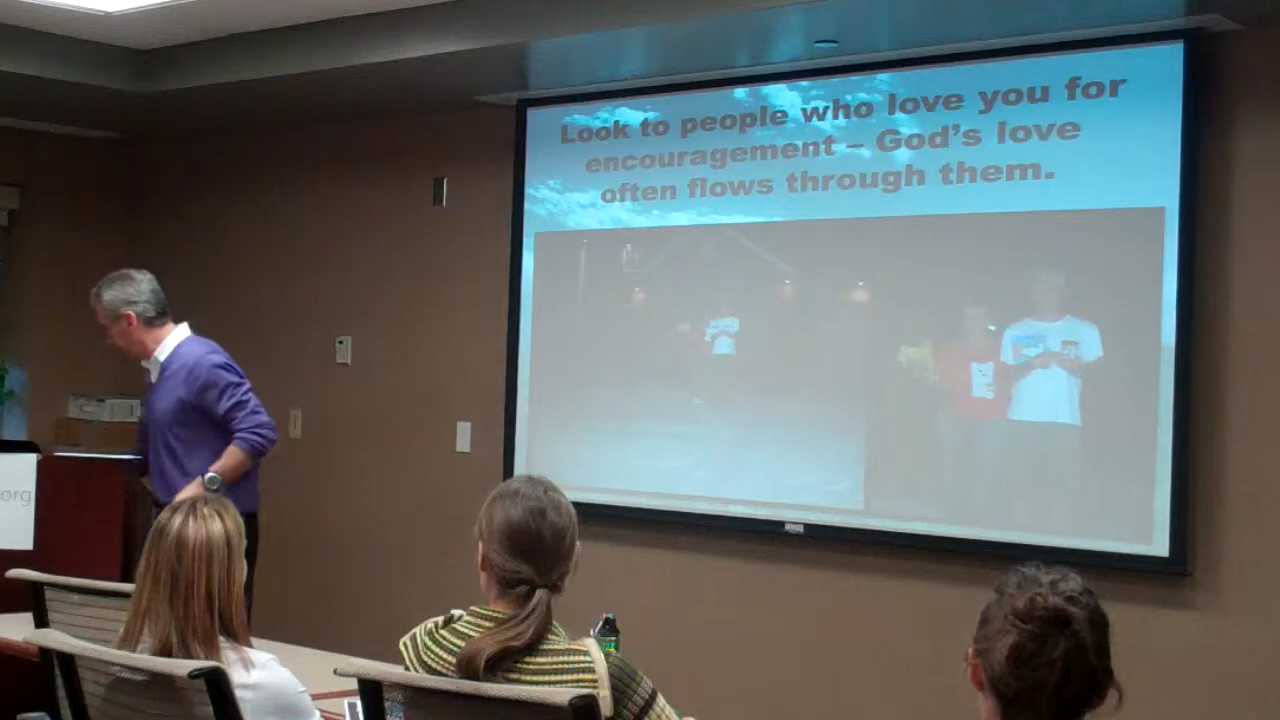 Look to people who love you for
encouragement – God's love
often flows through them.
org